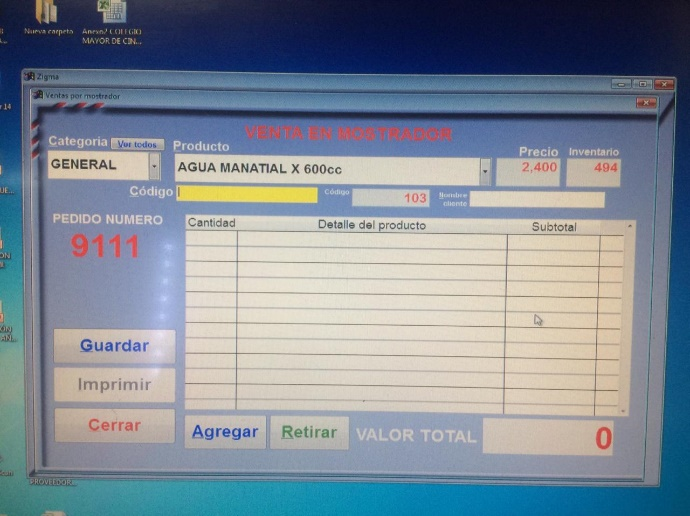 Nueva carpeta
Anexo2 COLEGIO
MAYOR DE CIN...
Zigma
Ventas por mostrador
VENTA EN MOSTRADOR
Categoria Ver todos Producto Precio Inventario
GENERAL AGUA MANATIAL X 600cc 2,400 494
Código Código 103 Nombre cliente
PEDIDO NUMERO
9111
Cantidad Detalle del producto Subtotal
Guardar
Imprimir
Cerrar
Agregar Retirar VALOR TOTAL 0
PROVEEDOR...